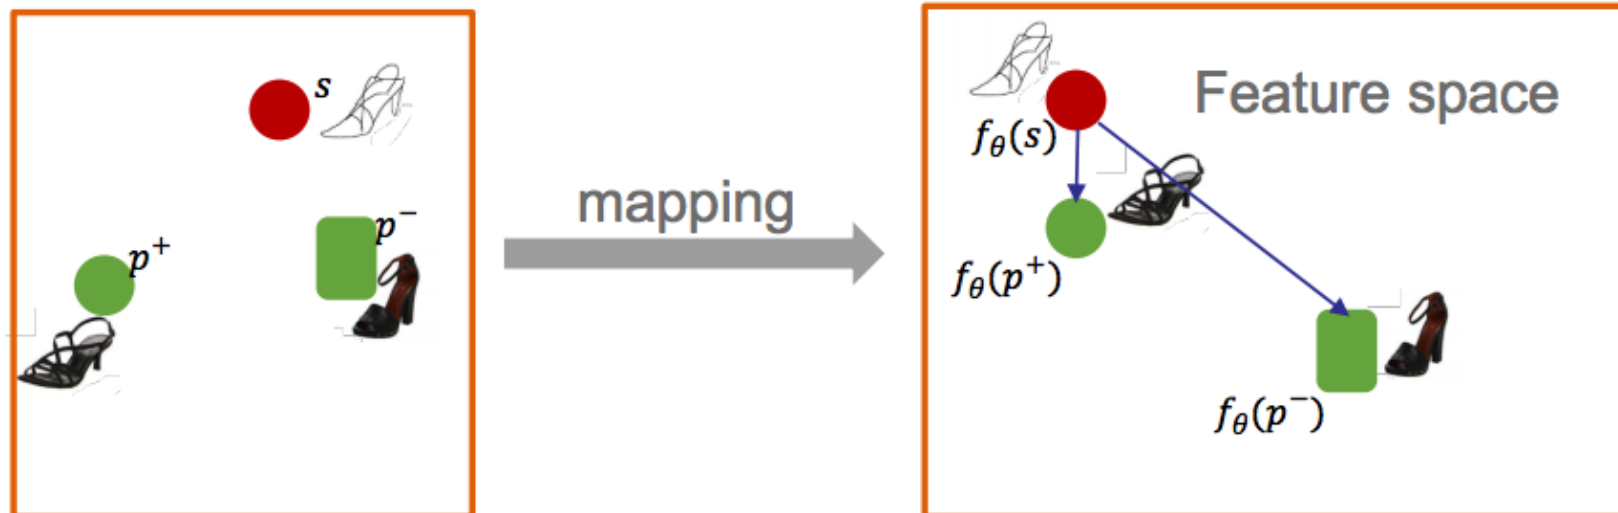 s
p⁻
p⁺
mapping
Feature space
f_θ(s)
f_θ(p⁺)
f_θ(p⁻)